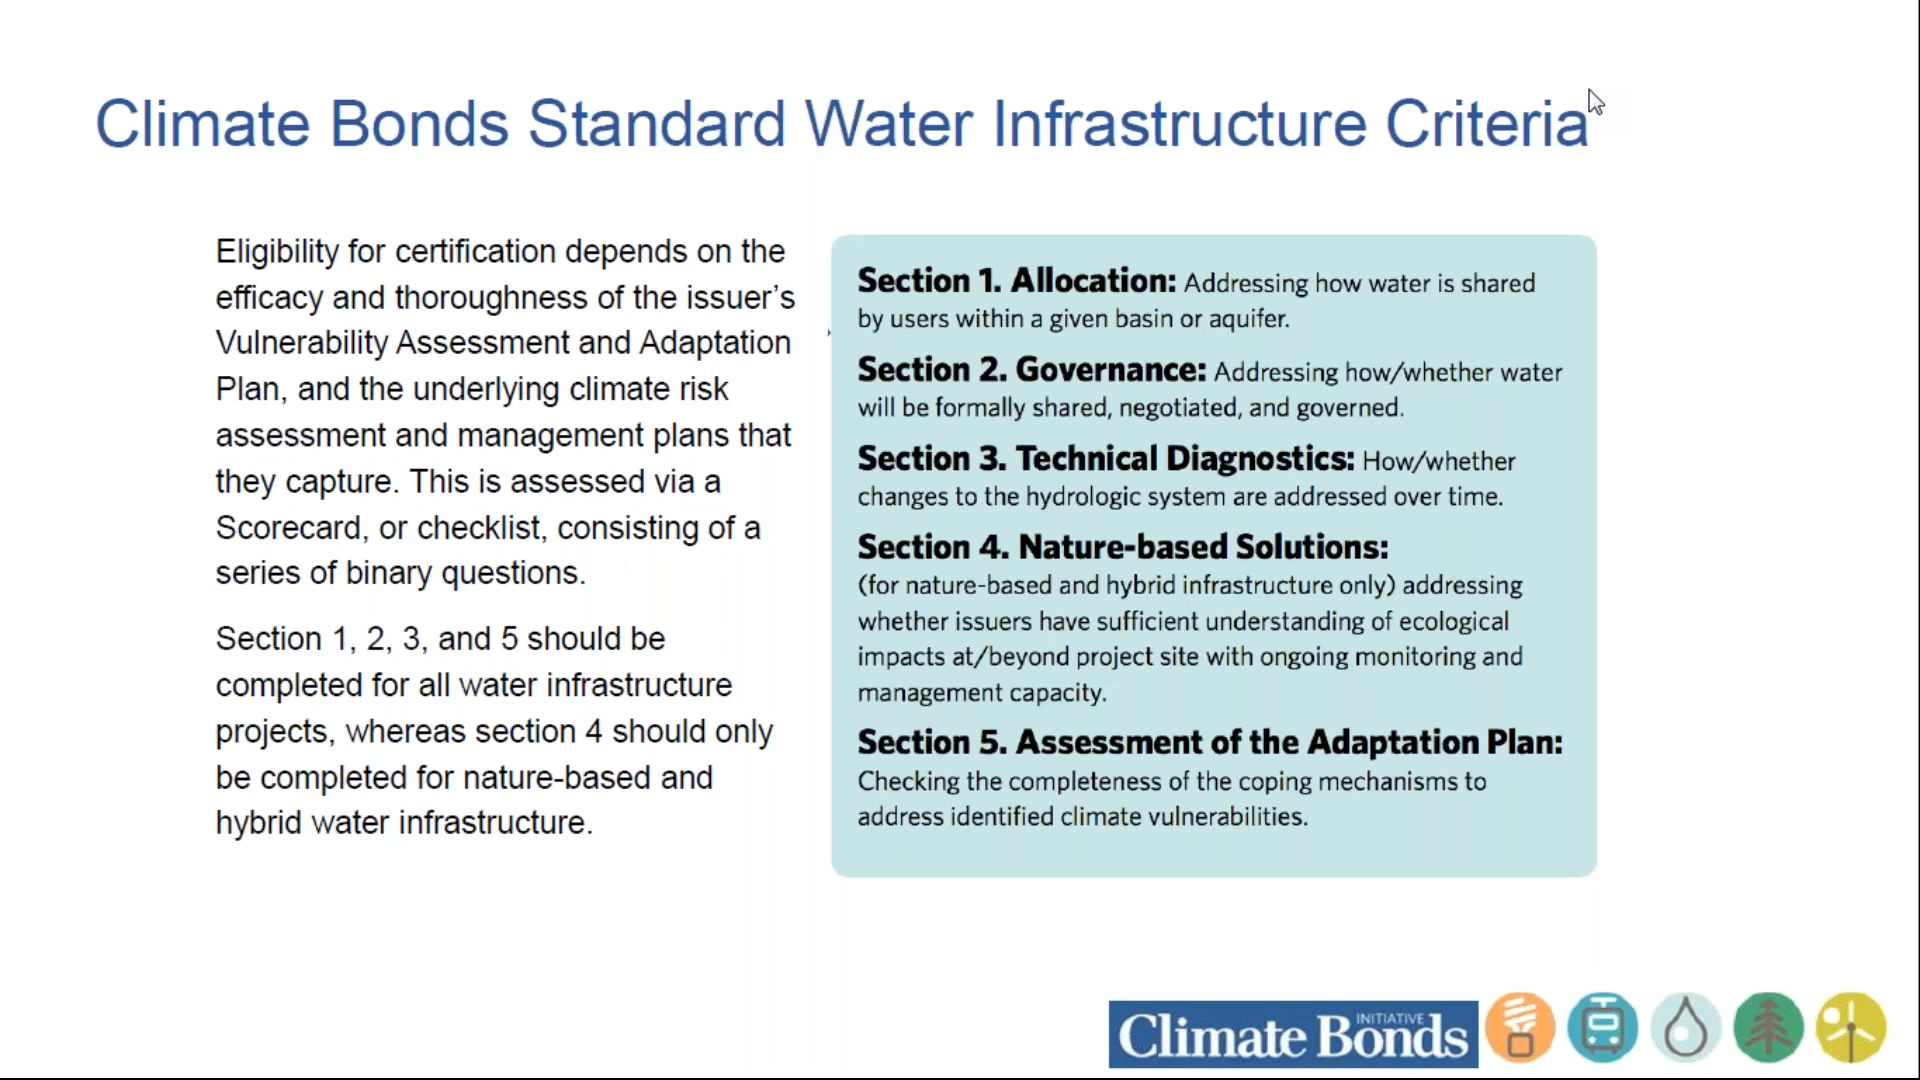 Climate Bonds Standard Water Infrastructure Criteria
Eligibility for certification depends on the
efficacy and thoroughness of the issuer’s
Vulnerability Assessment and Adaptation
Plan, and the underlying climate risk
assessment and management plans that
they capture. This is assessed via a
Scorecard, or checklist, consisting of a
series of binary questions.
Section 1, 2, 3, and 5 should be
completed for all water infrastructure
projects, whereas section 4 should only
be completed for nature-based and
hybrid water infrastructure.
Section 1. Allocation: Addressing how water is shared
by users within a given basin or aquifer.
Section 2. Governance: Addressing how/whether water
will be formally shared, negotiated, and governed.
Section 3. Technical Diagnostics: How/whether
changes to the hydrologic system are addressed over time.
Section 4. Nature-based Solutions:
(for nature-based and hybrid infrastructure only) addressing
whether issuers have sufficient understanding of ecological
impacts at/beyond project site with ongoing monitoring and
management capacity.
Section 5. Assessment of the Adaptation Plan:
Checking the completeness of the coping mechanisms to
address identified climate vulnerabilities.
INITIATIVE
Climate Bonds